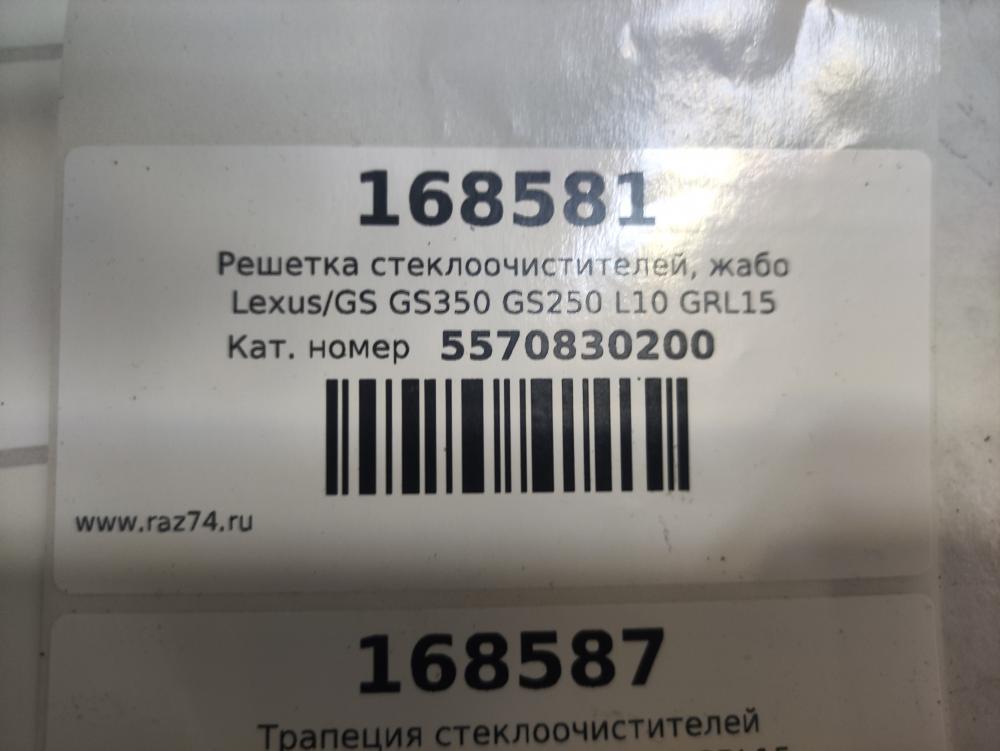 168581
Решетка стеклоочистителей, жабо
Lexus/GS GS350 GS250 L10 GRL15
Кат. номер 5570830200
www.raz74.ru
168587
Трапеция стеклоочистителей